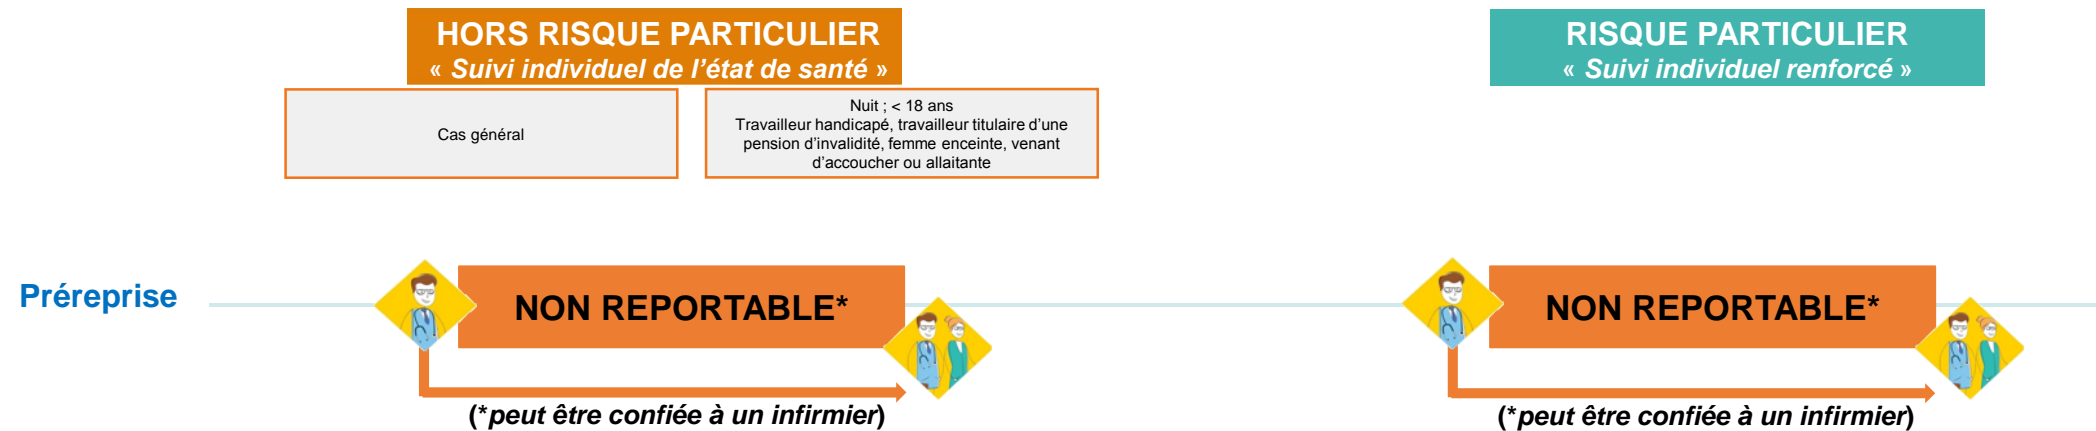 HORS RISQUE PARTICULIER
« Suivi individuel de l’état de santé »
Cas général
Nuit ; < 18 ans
Travailleur handicapé, travailleur titulaire d’une
pension d’invalidité, femme enceinte, venant
d’accoucher ou allaitante
RISQUE PARTICULIER
« Suivi individuel renforcé »
Préreprise
NON REPORTABLE*
(*peut être confiée à un infirmier)
NON REPORTABLE*
(*peut être confiée à un infirmier)